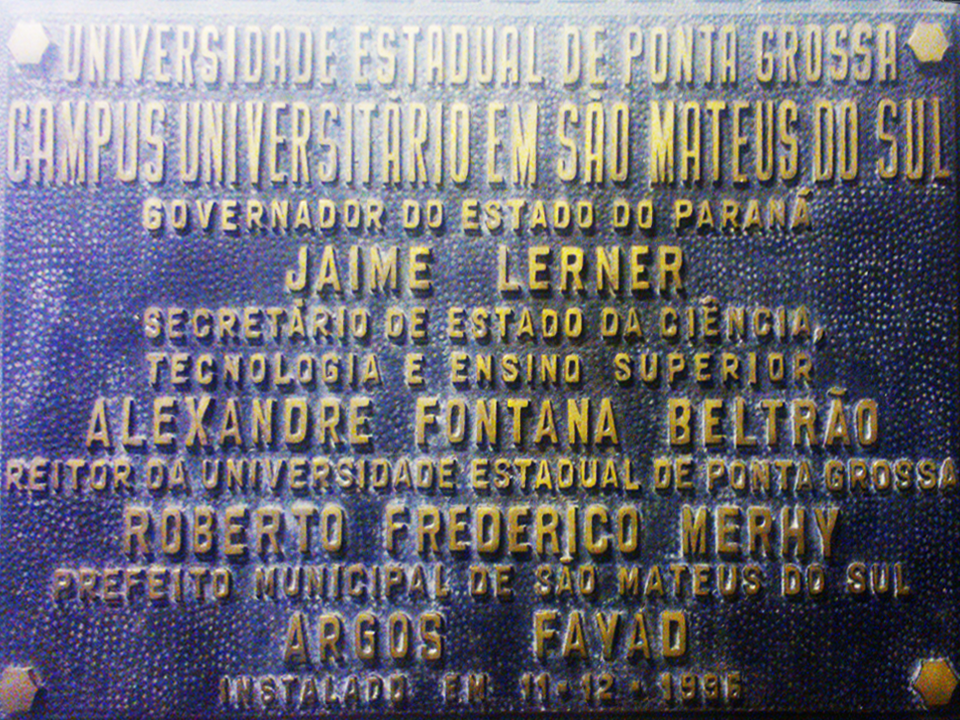 UNIVERSIDADE ESTADUAL DE PONTA GROSSA
CAMPUS UNIVERSITÁRIO EM SÃO MATEUS DO SUL
GOVERNADOR DO ESTADO DO PARANÁ
JAIME LERNER
SECRETÁRIO DE ESTADO DA CIÊNCIA,
TECNOLOGIA E ENSINO SUPERIOR
ALEXANDRE FONTANA BELTRÃO
REITOR DA UNIVERSIDADE ESTADUAL DE PONTA GROSSA
ROBERTO FREDERICO MERHY
PREFEITO MUNICIPAL DE SÃO MATEUS DO SUL
ARGOS FAYAD
INSTALADO EM 11·12·1996